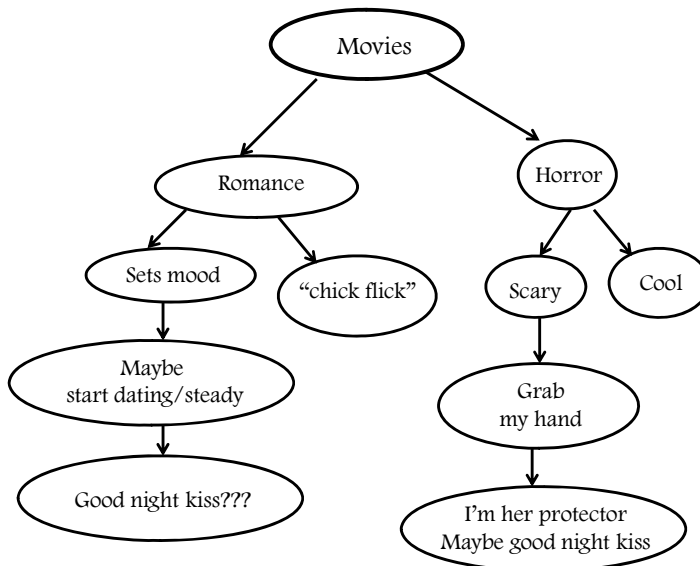 Movies
Romance
Horror
Sets mood
“chick flick”
Scary
Cool
Maybe
start dating/steady
Grab
my hand
Good night kiss???
I’m her protector
Maybe good night kiss